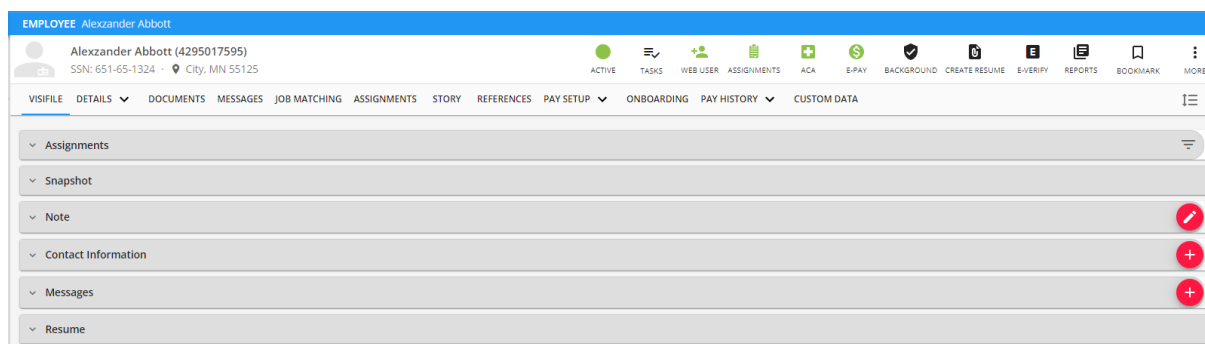 EMPLOYEE Alexzander Abbott
Alexzander Abbott (4295017595)
SSN: 651-65-1324 · City, MN 55125
ACTIVE TASKS WEB USER ASSIGNMENTS ACA E-PAY BACKGROUND CREATE RESUME E-VERIFY REPORTS BOOKMARK MORE
VISIFILE DETAILS DOCUMENTS MESSAGES JOB MATCHING ASSIGNMENTS STORY REFERENCES PAY SETUP ONBOARDING PAY HISTORY CUSTOM DATA
Assignments
Snapshot
Note
Contact Information
Messages
Resume